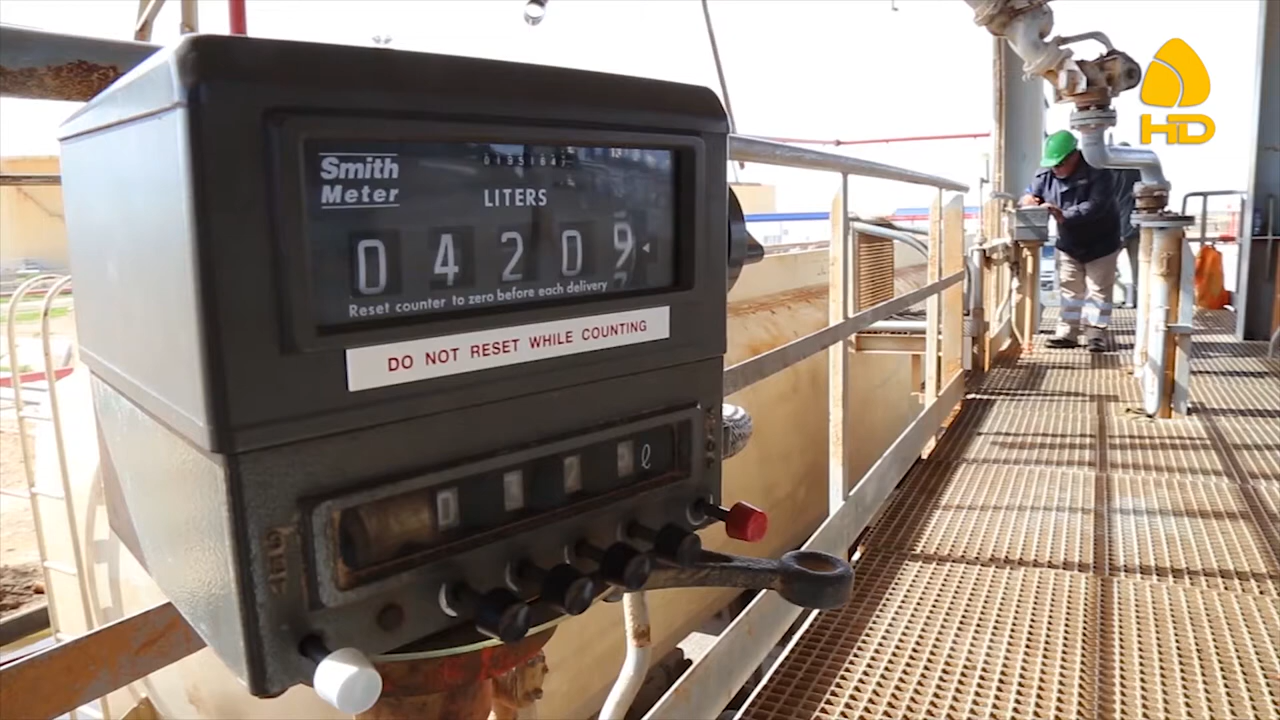 HD
Smith
Meter
LITERS
0 4 2 0 9
Reset counter to zero before each delivery
DO NOT RESET WHILE COUNTING
0
ℓ